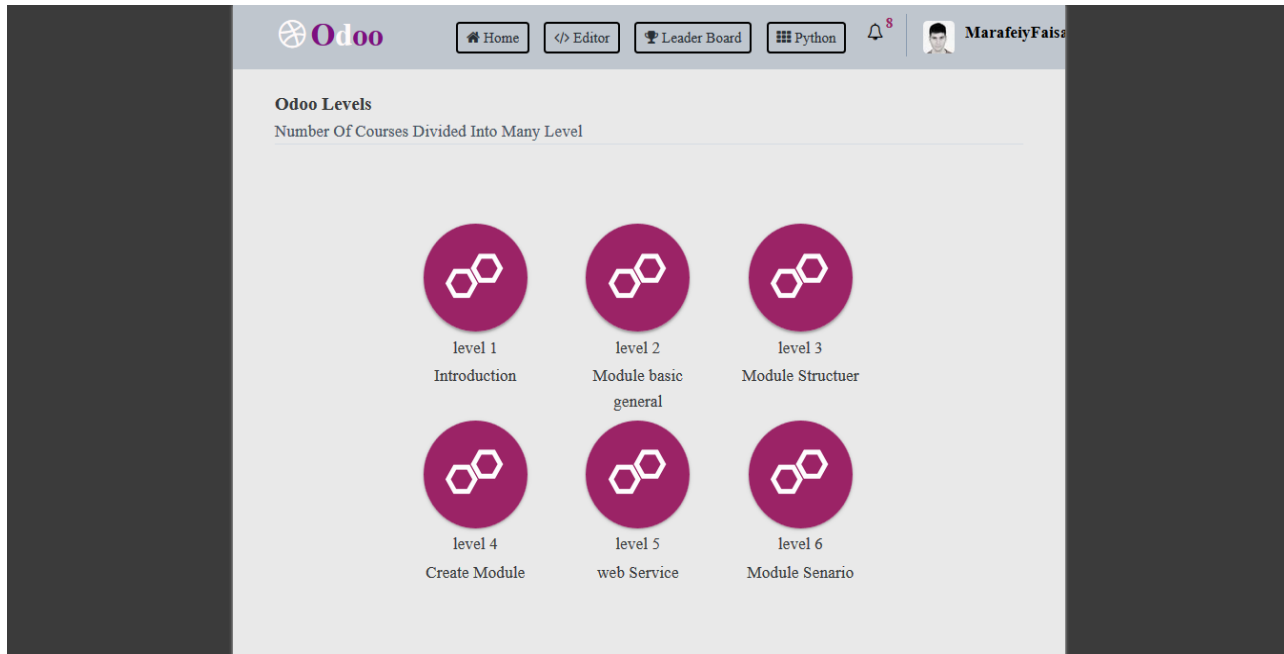 Odoo Home </> Editor Leader Board Python 8 MarafeiyFaisa
Odoo Levels
Number Of Courses Divided Into Many Level
level 1 level 2 level 3
Introduction Module basic Module Structuer
general
level 4 level 5 level 6
Create Module web Service Module Senario